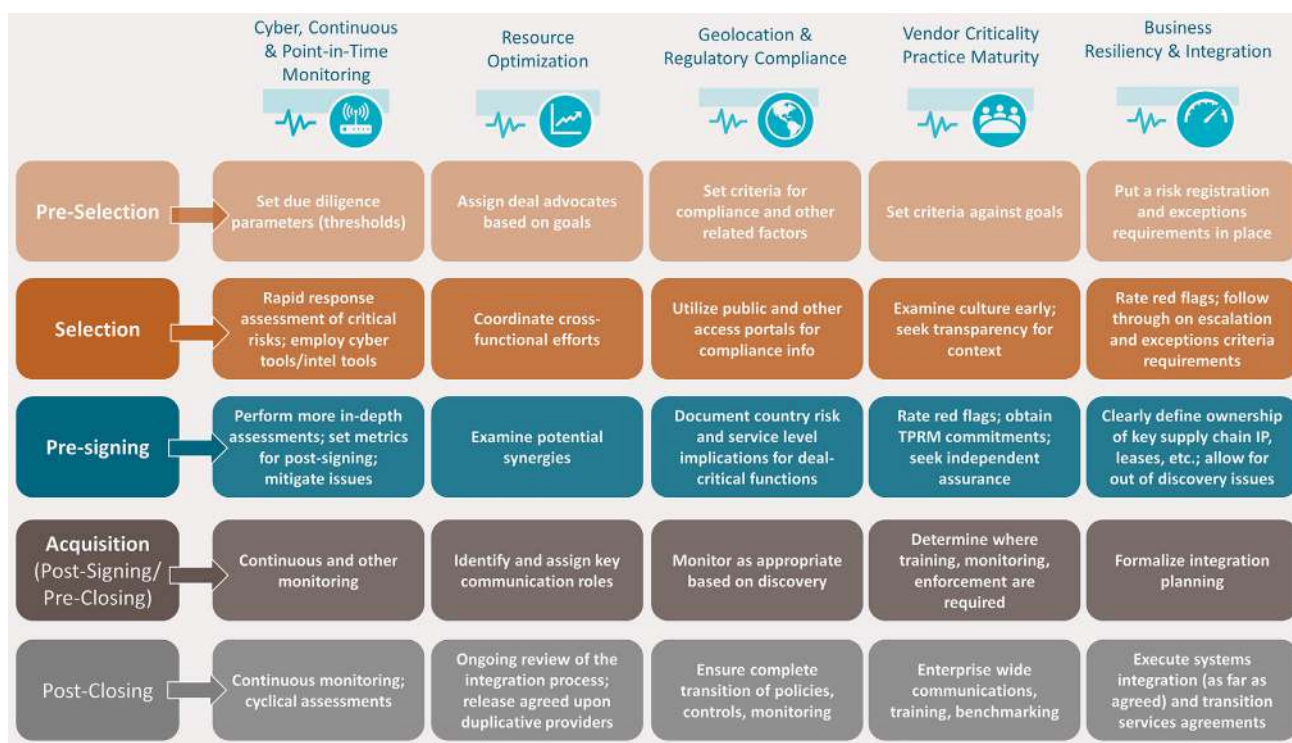 Cyber, Continuous
& Point-in-Time
Monitoring
Resource
Optimization
Geolocation &
Regulatory Compliance
Vendor Criticality
Practice Maturity
Business
Resiliency & Integration
Pre-Selection
Set due diligence
parameters (thresholds)
Assign deal advocates
based on goals
Set criteria for
compliance and other
related factors
Set criteria against goals
Put a risk registration
and exceptions
requirements in place
Selection
Rapid response
assessment of critical
risks; employ cyber
tools/intel tools
Coordinate cross-
functional efforts
Utilize public and other
access portals for
compliance info
Examine culture early;
seek transparency for
context
Rate red flags; follow
through on escalation
and exceptions criteria
requirements
Pre-signing
Perform more in-depth
assessments; set metrics
for post-signing;
mitigate issues
Examine potential
synergies
Document country risk
and service level
implications for deal-
critical functions
Rate red flags; obtain
TPRM commitments;
seek independent
assurance
Clearly define ownership
of key supply chain IP,
leases, etc.; allow for
out of discovery issues
Acquisition
(Post-Signing/
Pre-Closing)
Continuous and other
monitoring
Identify and assign key
communication roles
Monitor as appropriate
based on discovery
Determine where
training, monitoring,
enforcement are
required
Formalize integration
planning
Post-Closing
Continuous monitoring;
cyclical assessments
Ongoing review of the
integration process;
release agreed upon
duplicative providers
Ensure complete
transition of policies,
controls, monitoring
Enterprise wide
communications,
training, benchmarking
Execute systems
integration (as far as
agreed) and transition
services agreements